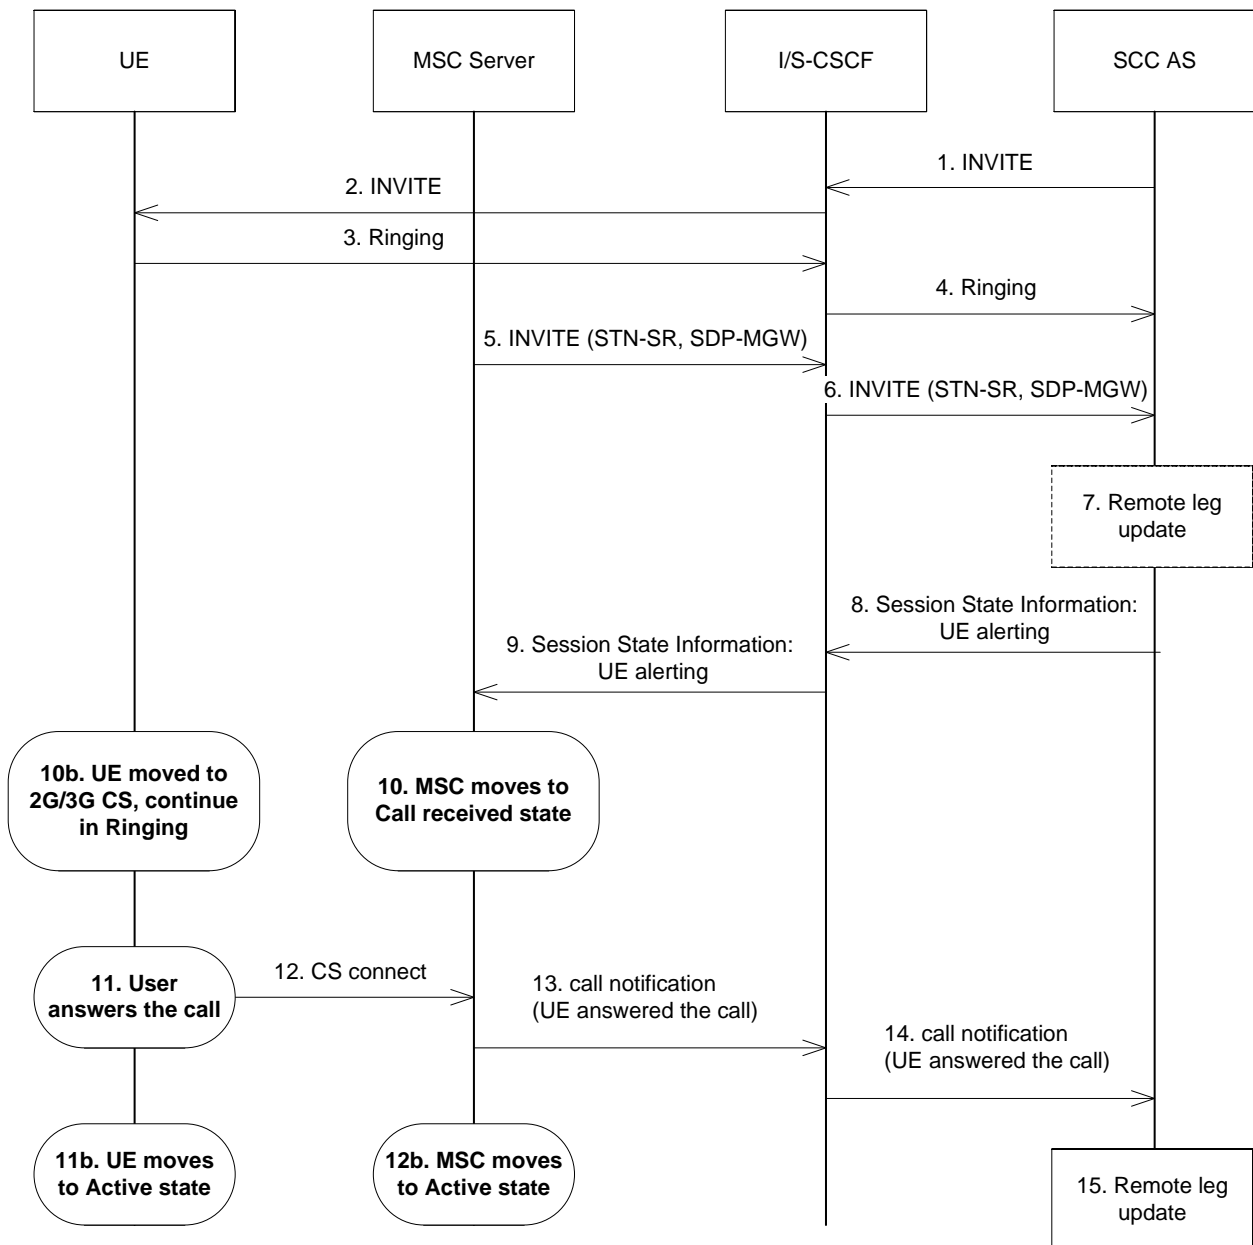 UE
MSC Server
I/S-CSCF
SCC AS
1. INVITE
2. INVITE
3. Ringing
4. Ringing
5. INVITE (STN-SR, SDP-MGW)
6. INVITE (STN-SR, SDP-MGW)
7. Remote leg
update
8. Session State Information:
UE alerting
9. Session State Information:
UE alerting
10b. UE moved to
2G/3G CS, continue
in Ringing
10. MSC moves to
Call received state
11. User
answers the call
12. CS connect
13. call notification
(UE answered the call)
14. call notification
(UE answered the call)
11b. UE moves
to Active state
12b. MSC moves
to Active state
15. Remote leg
update